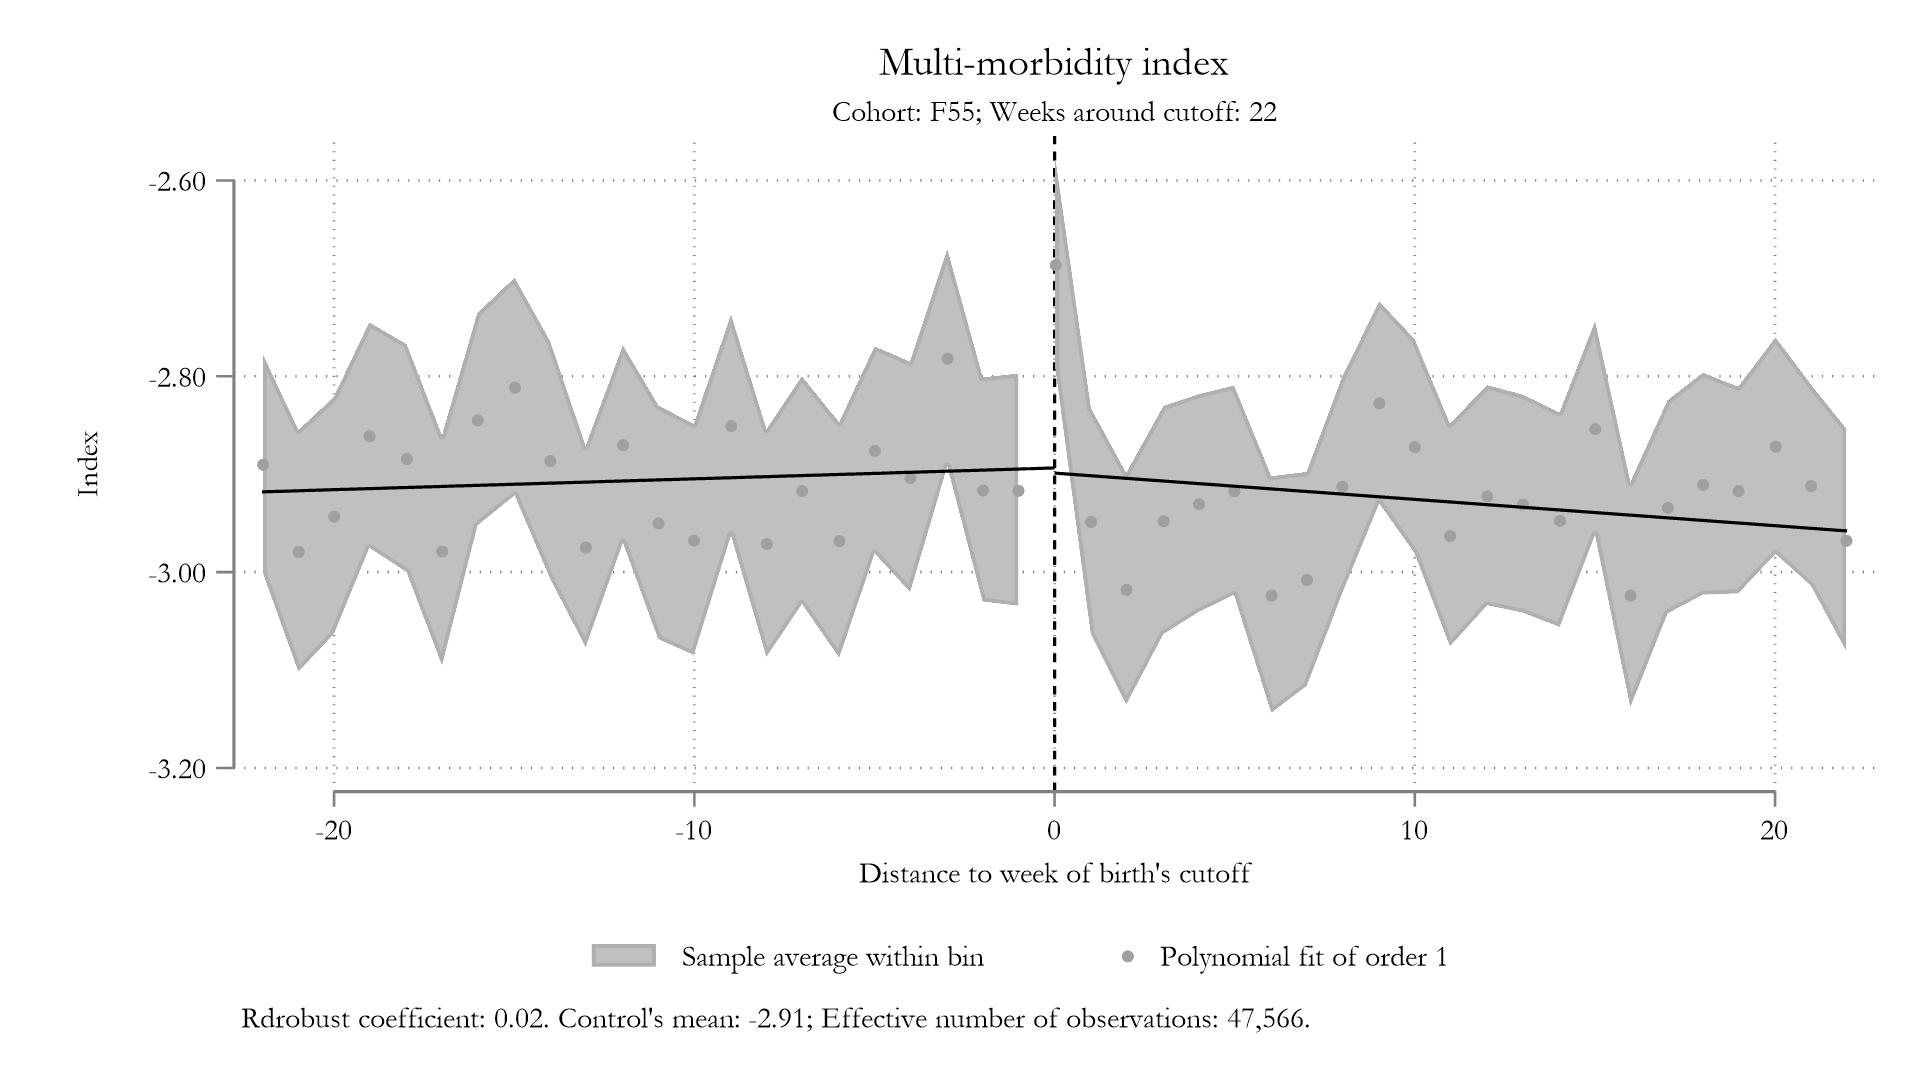 Multi-morbidity index
Cohort: F55; Weeks around cutoff: 22
-2.60
-2.80
-3.00
-3.20
Index
-20
-10
0
10
20
Distance to week of birth's cutoff
Sample average within bin
Polynomial fit of order 1
Rdrobust coefficient: 0.02. Control's mean: -2.91; Effective number of observations: 47,566.